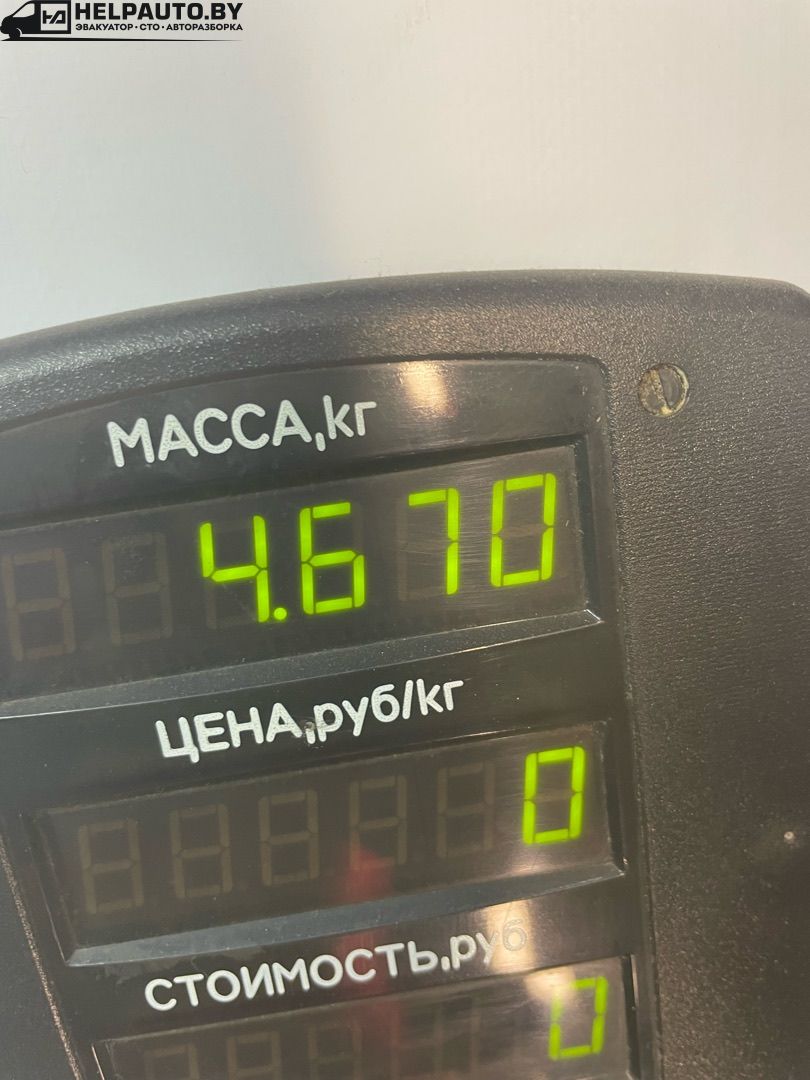 HELPAUTO.BY
ЭВАКУАТОР · СТО · АВТОРАЗБОРКА
МАССА,кг
4.670
ЦЕНА,руб/кг
0
СТОИМОСТЬ,руб
0